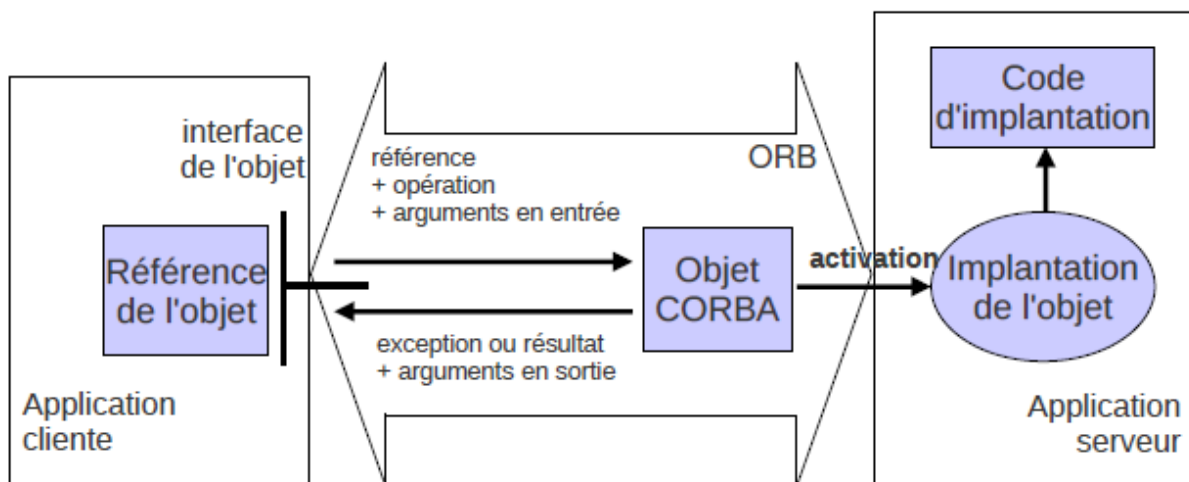 interface
de l'objet
Référence
de l'objet
Application
cliente
référence
+ opération
+ arguments en entrée
ORB
exception ou résultat
+ arguments en sortie
Objet
CORBA
activation
Code
d'implantation
Implantation
de l'objet
Application
serveur